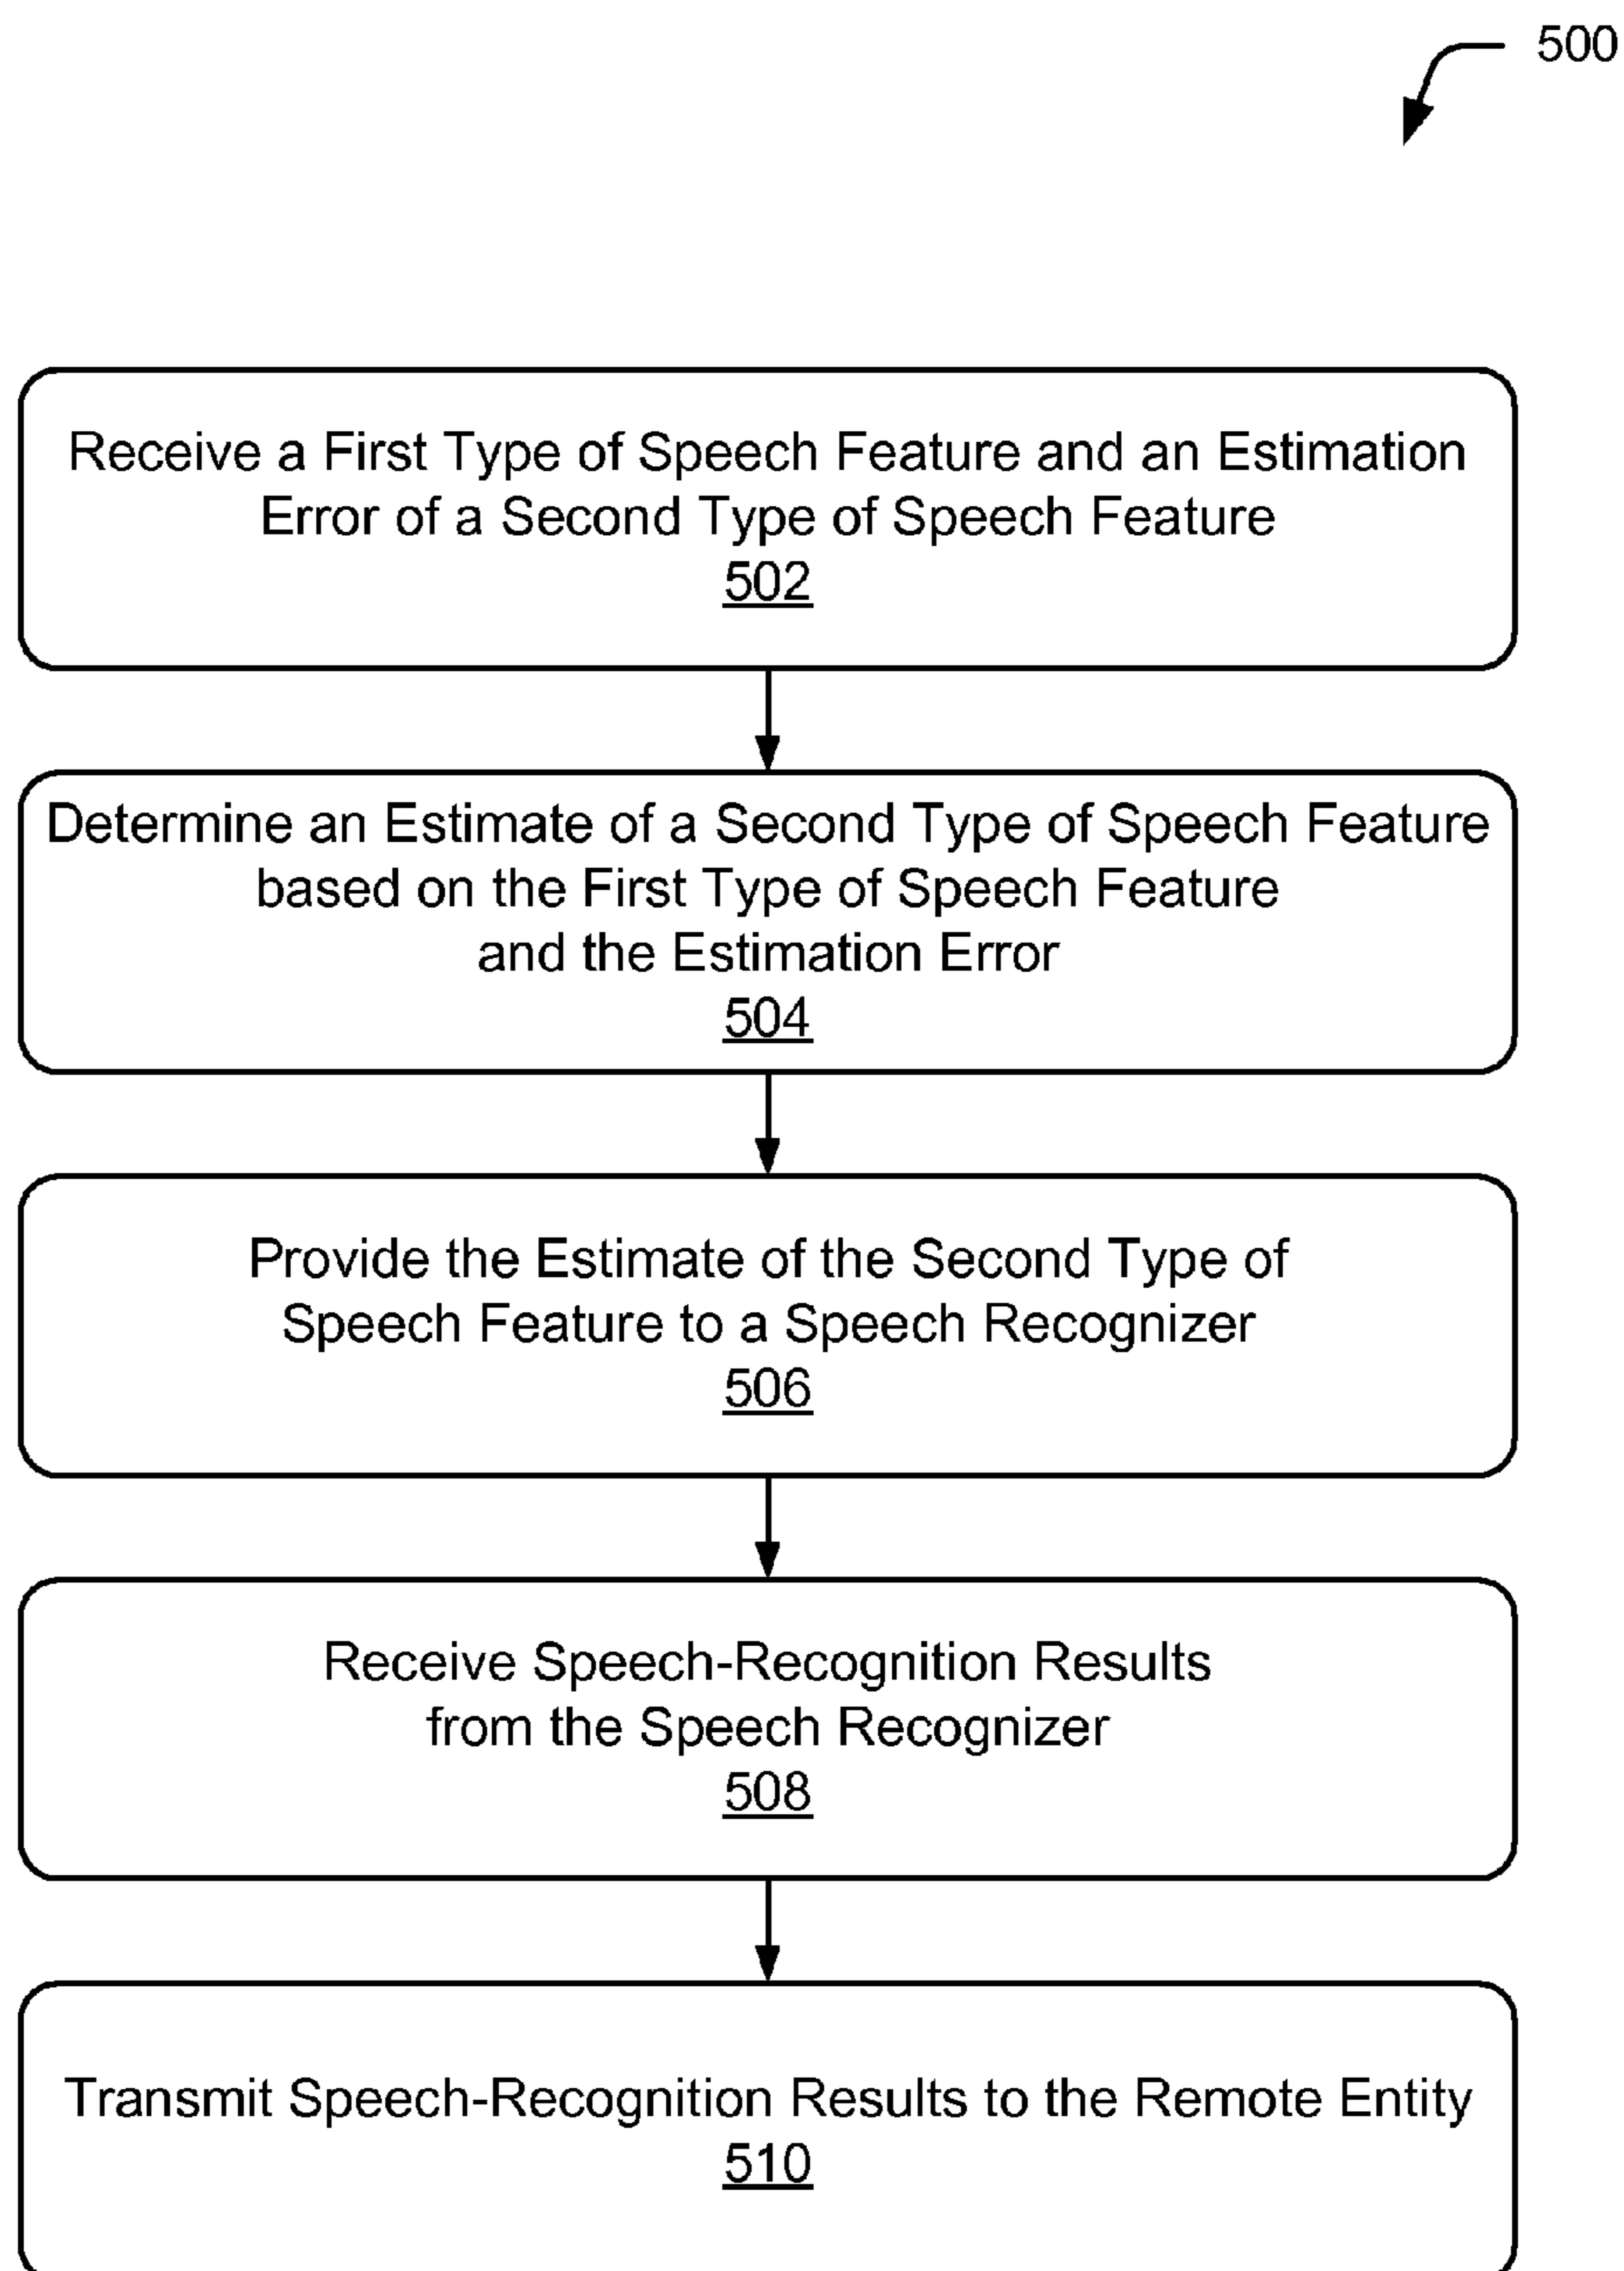 500
Receive a First Type of Speech Feature and an Estimation
Error of a Second Type of Speech Feature
502
Determine an Estimate of a Second Type of Speech Feature
based on the First Type of Speech Feature
and the Estimation Error
504
Provide the Estimate of the Second Type of
Speech Feature to a Speech Recognizer
506
Receive Speech-Recognition Results
from the Speech Recognizer
508
Transmit Speech-Recognition Results to the Remote Entity
510